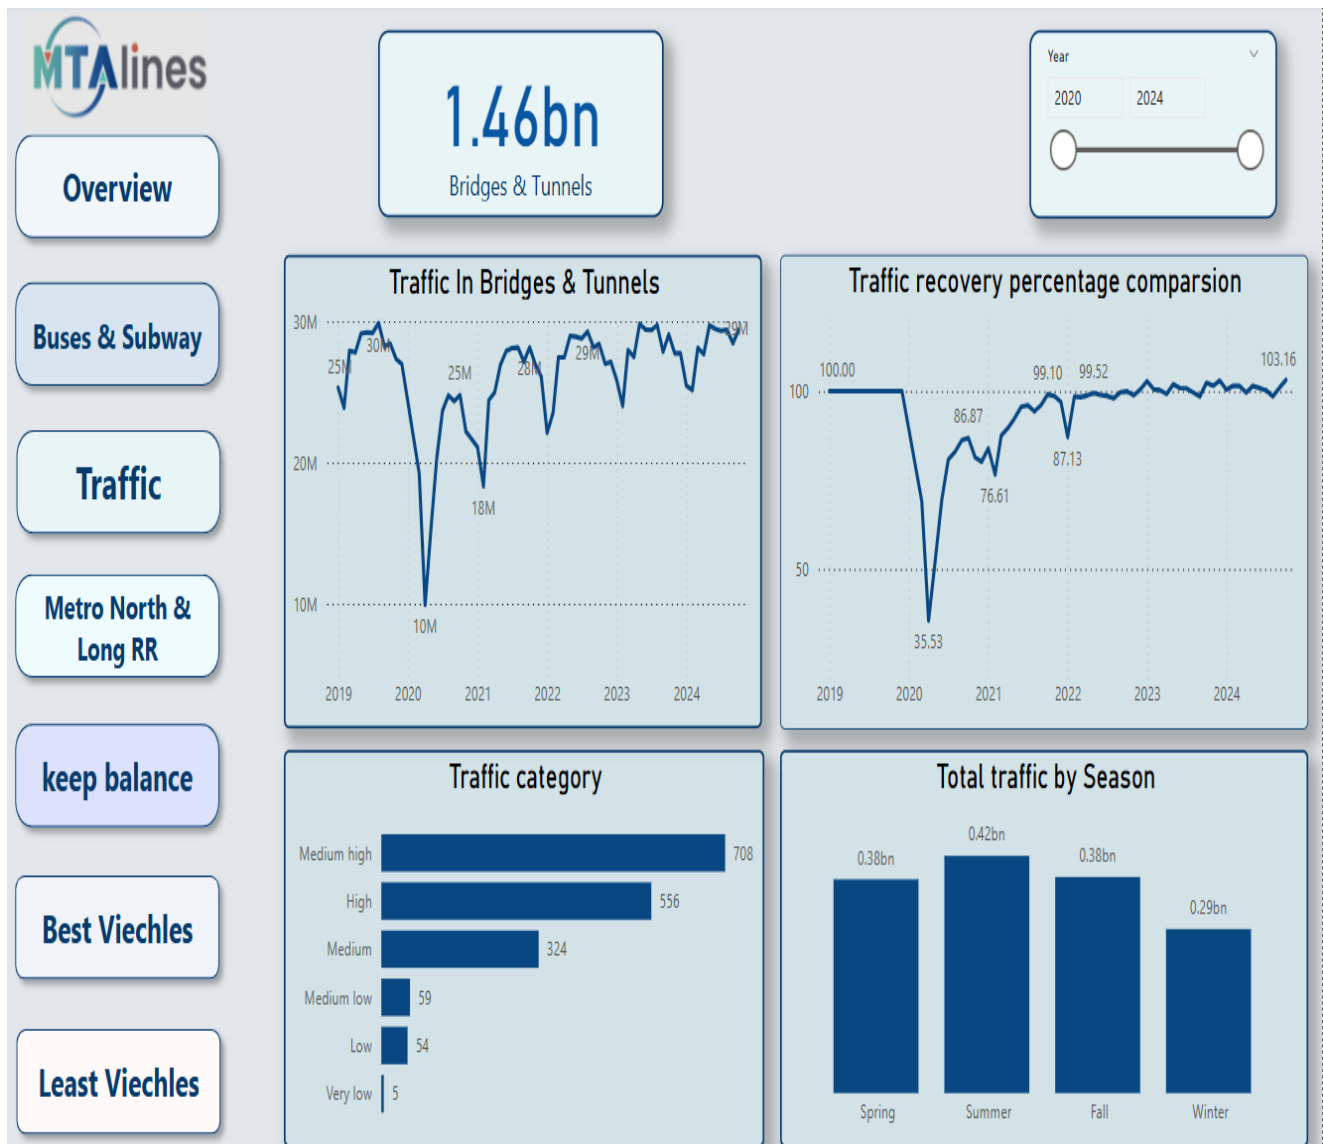 MTAlines
Overview
Buses & Subway
Traffic
Metro North &
Long RR
keep balance
Best Viechles
Least Viechles
1.46bn
Bridges & Tunnels
Year
2020 2024
Traffic In Bridges & Tunnels
30M
20M
10M
25M
30M
25M
28M
29M
29M
18M
10M
2019 2020 2021 2022 2023 2024
Traffic recovery percentage comparsion
100
50
100.00
86.87
99.10
99.52
103.16
87.13
76.61
35.53
2019 2020 2021 2022 2023 2024
Traffic category
Medium high 708
High 556
Medium 324
Medium low 59
Low 54
Very low 5
Total traffic by Season
0.38bn 0.42bn 0.38bn 0.29bn
Spring Summer Fall Winter